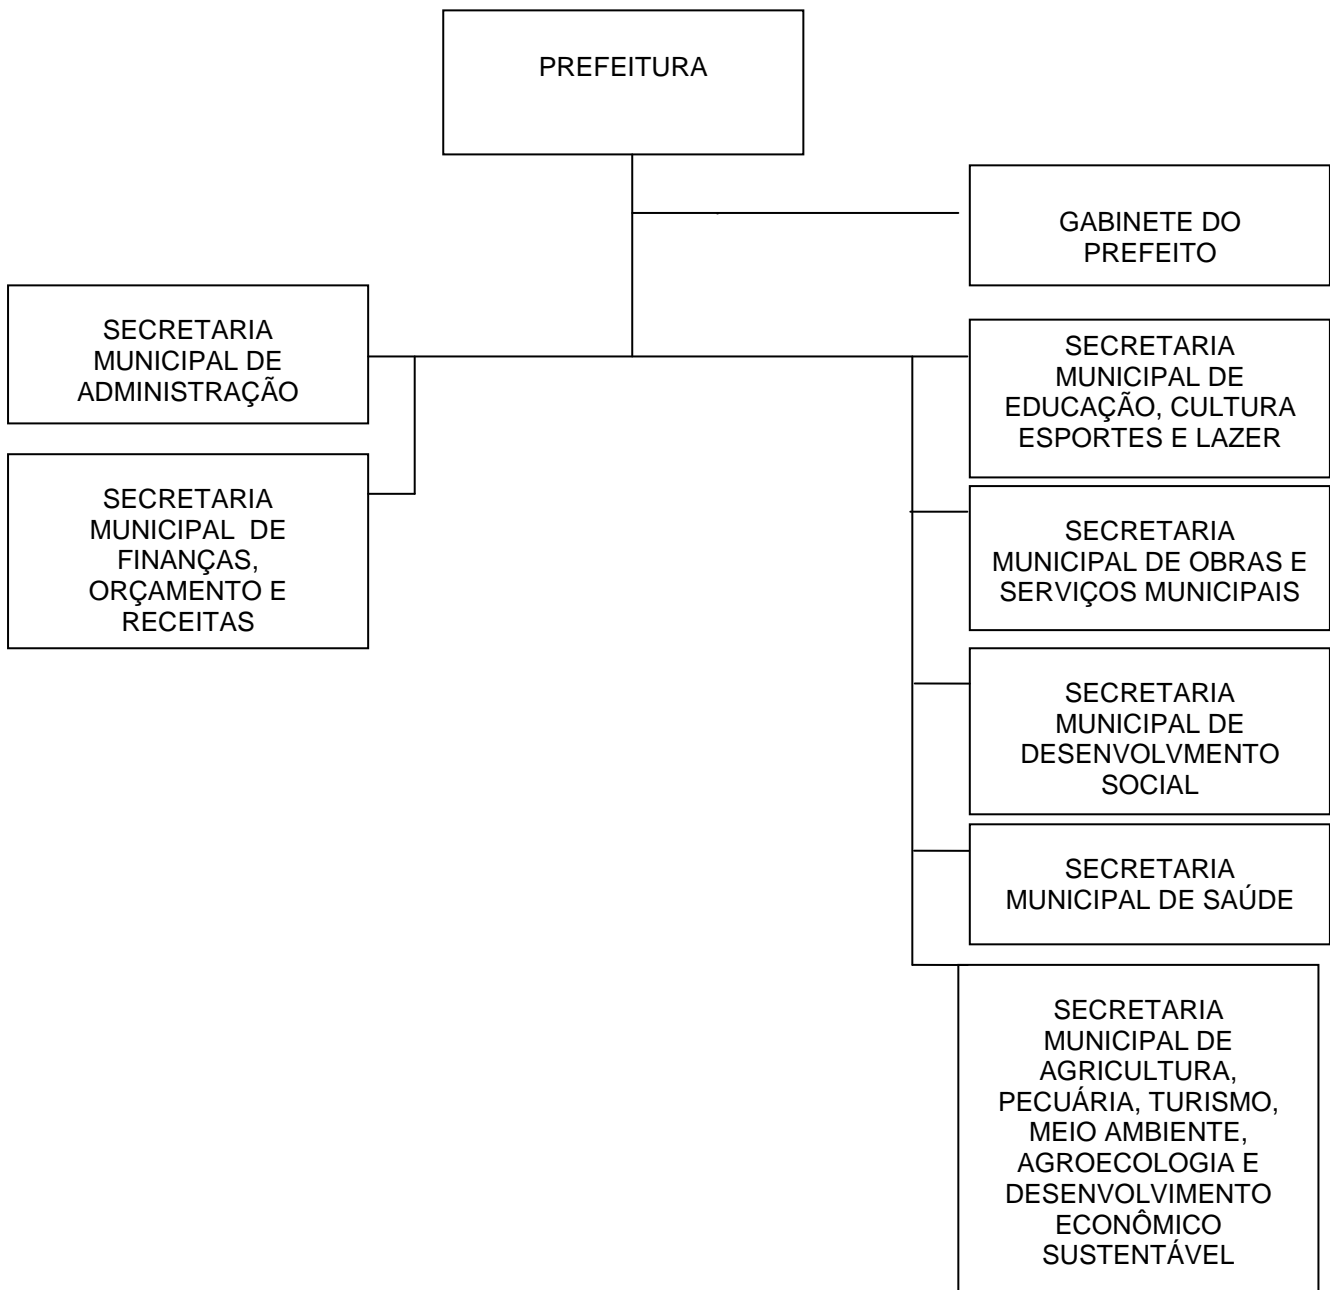 PREFEITURA
GABINETE DO
PREFEITO
SECRETARIA
MUNICIPAL DE
ADMINISTRAÇÃO
SECRETARIA
MUNICIPAL DE
FINANÇAS,
ORÇAMENTO E
RECEITAS
SECRETARIA
MUNICIPAL DE
EDUCAÇÃO, CULTURA
ESPORTES E LAZER
SECRETARIA
MUNICIPAL DE OBRAS E
SERVIÇOS MUNICIPAIS
SECRETARIA
MUNICIPAL DE
DESENVOLVMENTO
SOCIAL
SECRETARIA
MUNICIPAL DE SAÚDE
SECRETARIA
MUNICIPAL DE
AGRICULTURA,
PECUÁRIA, TURISMO,
MEIO AMBIENTE,
AGROECOLOGIA E
DESENVOLVIMENTO
ECONÔMICO
SUSTENTÁVEL